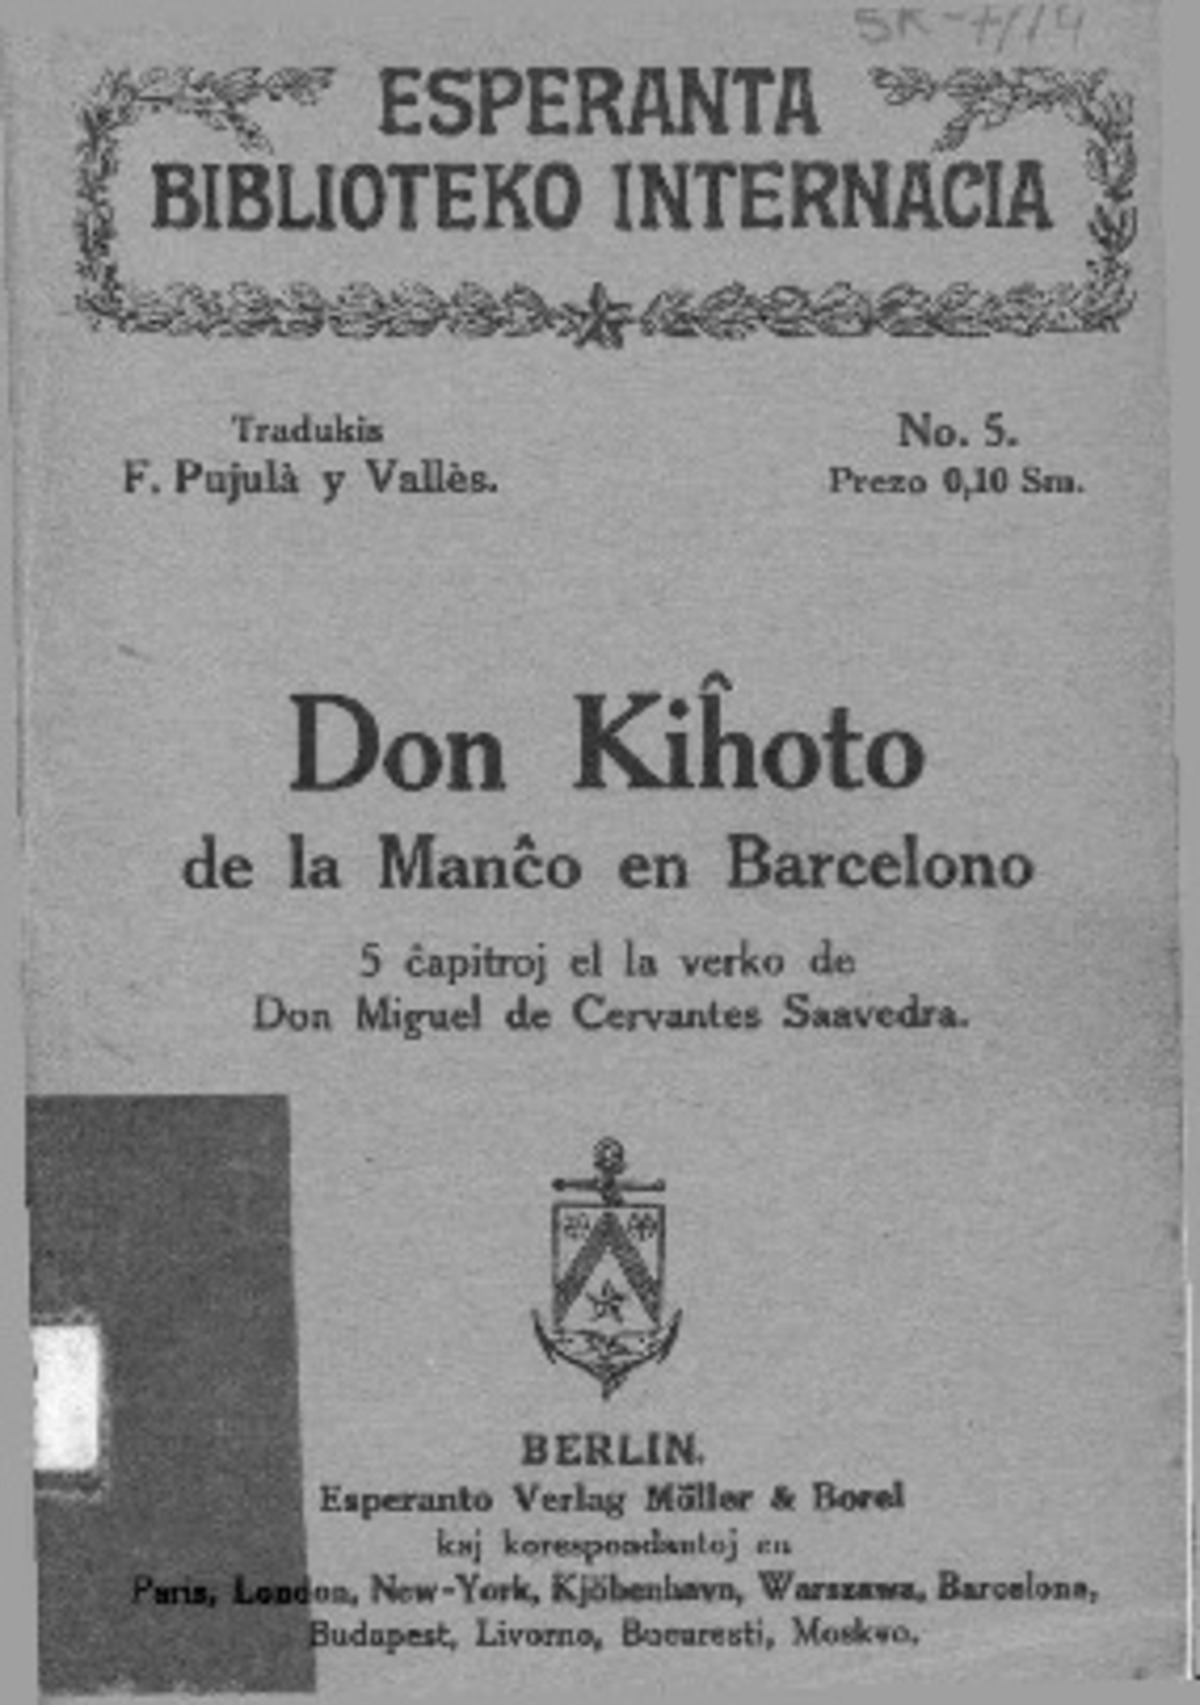 ESPERANTA
BIBLIOTEKO INTERNACIA
Tradukis
F. Pujulà y Vallès.
No. 5.
Prezo 0,10 Sm.
Don Kiĥoto
de la Manĉo en Barcelono
5 ĉapitroj el la verko de
Don Miguel de Cervantes Saavedra.
BERLIN.
Esperanto Verlag Möller & Borel
kaj korespondantoj en
Paris, London, New-York, Kjöbenhavn, Warszawa, Barcelona,
Budapest, Livorno, Bucuresti, Moskwo.